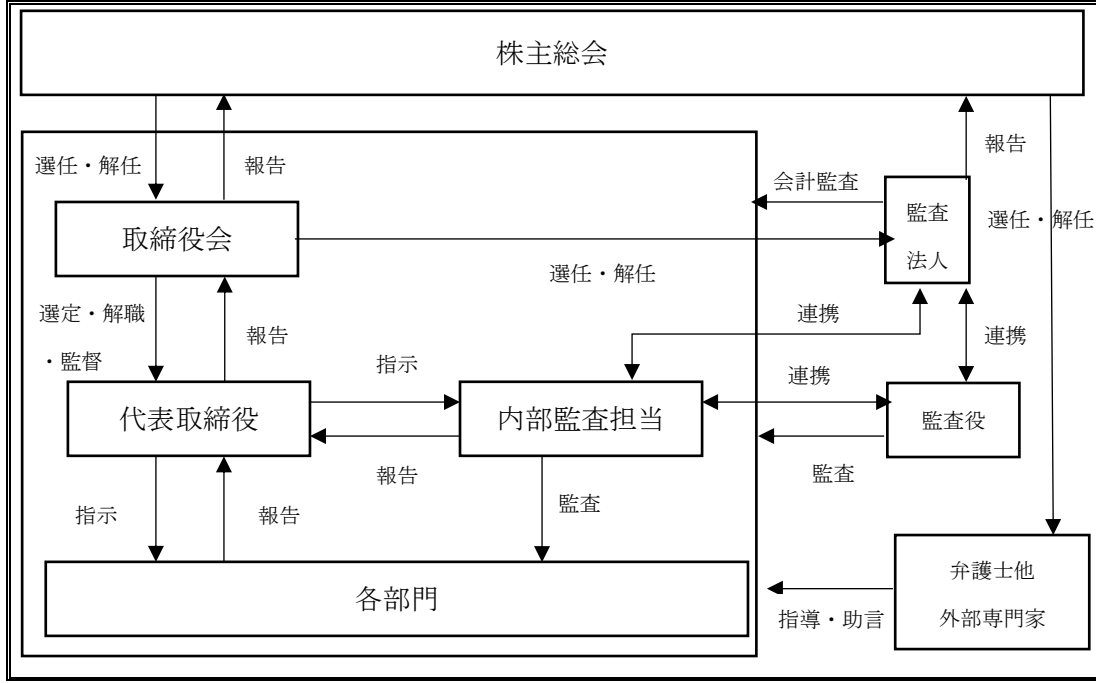 株主総会
選任・解任
報告
報告
会計監査
監査
法人
選任・解任
取締役会
選任・解任
選定・解職
・監督
報告
連携
連携
指示
連携
代表取締役
内部監査担当
監査役
報告
監査
指示
報告
監査
弁護士他
外部専門家
各部門
指導・助言